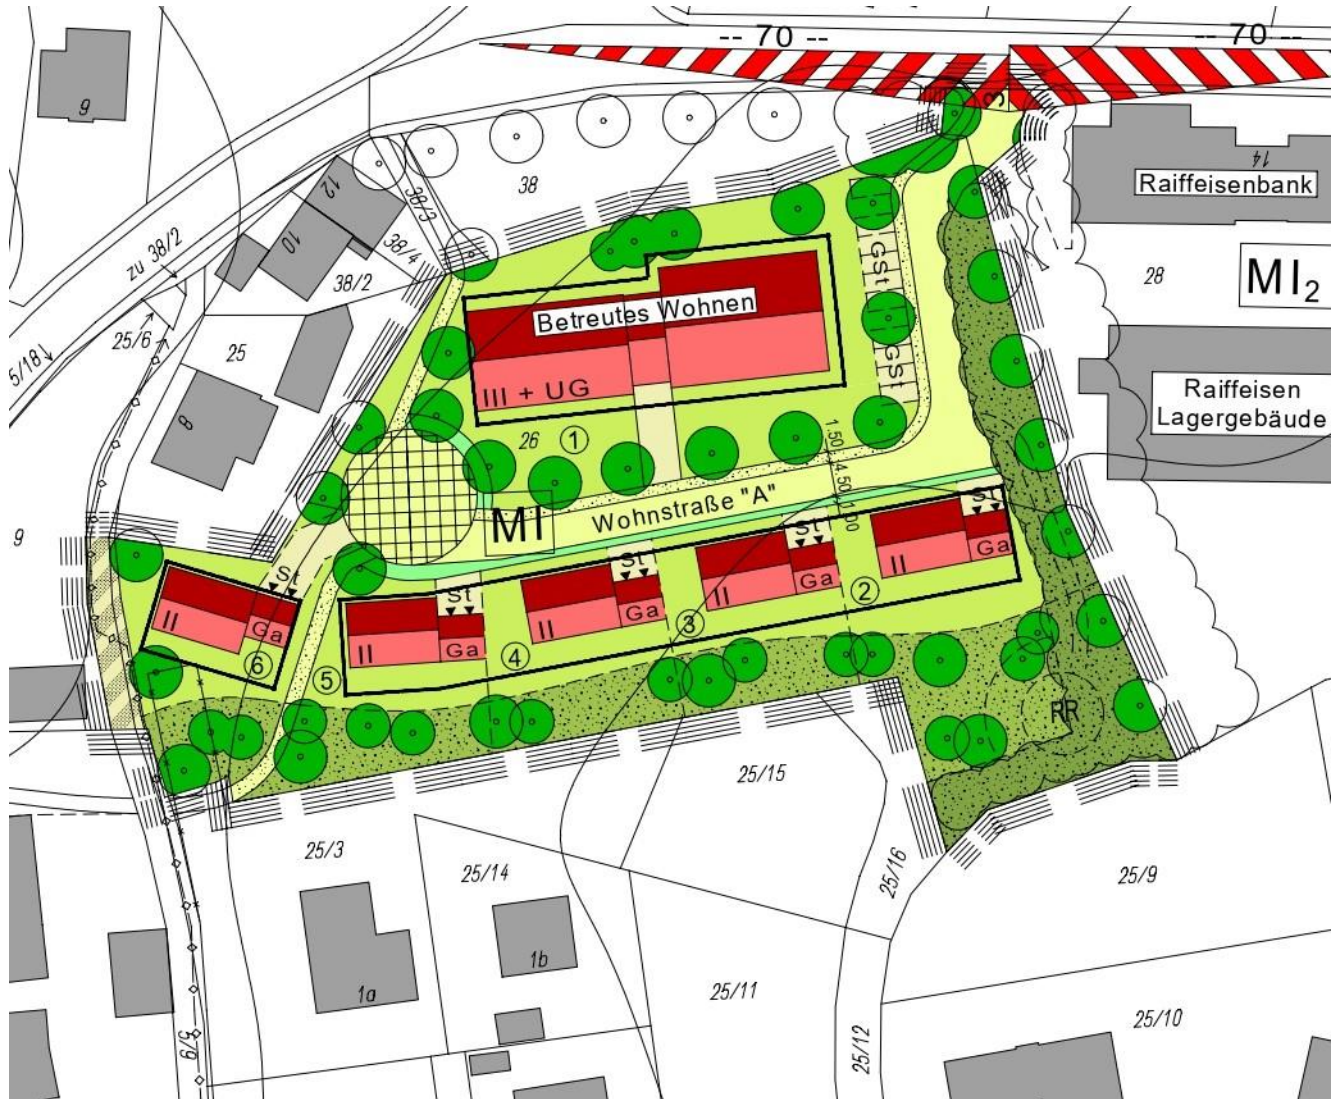 -- 70 --
-- 70 --
3
9
12
10
38
38/3
38/4
38/2
zu 38/2
25/6
25
5/18
8
9
14
Raiffeisenbank
28
MI2
Raiffeisen
Lagergebäude
GSt
GSt
Betreutes Wohnen
III + UG
26
1
1.50
4.50
1.00
MI
Wohnstraße "A"
St
II
Ga
6
St
II
Ga
5
St
II
Ga
4
St
II
Ga
3
St
II
Ga
2
RR
25/15
25/3
25/14
25/16
25/9
1a
1b
25/11
25/12
25/10
5/9